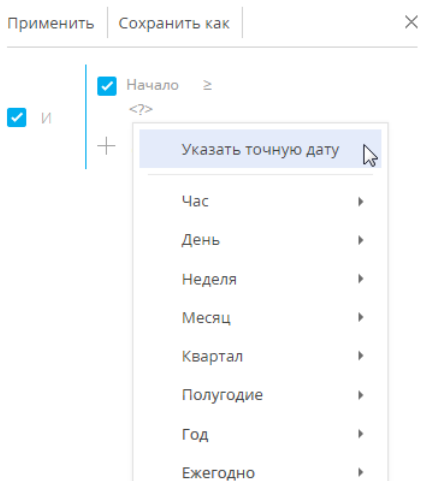 Применить Сохранить как
Начало ≥
<?>
И
Указать точную дату
Час
День
Неделя
Месяц
Квартал
Полугодие
Год
Ежегодно